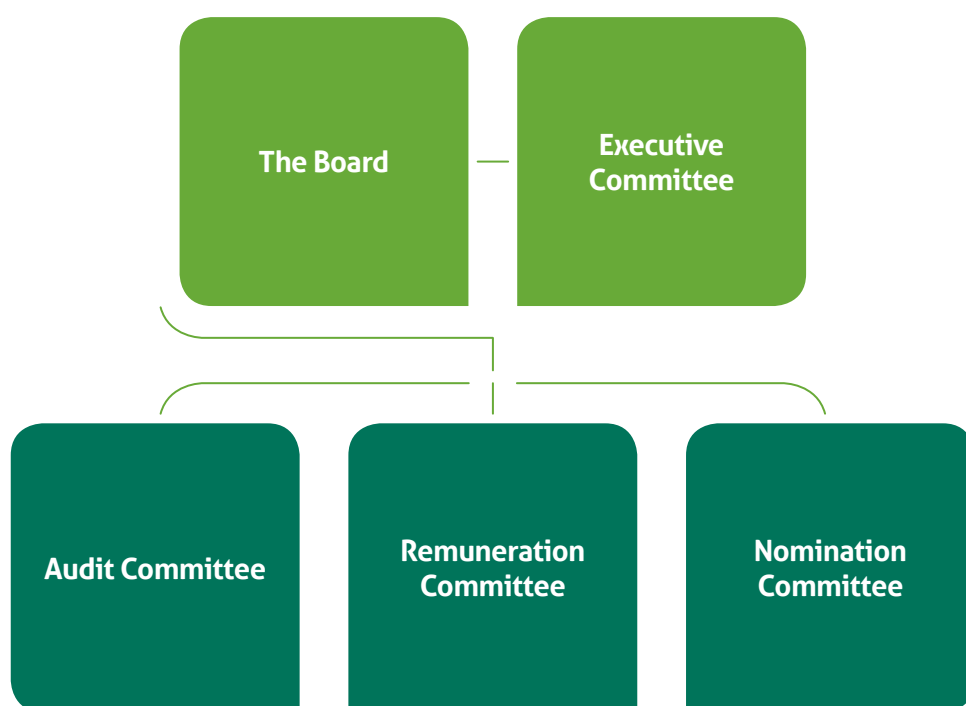 The Board
Executive
Committee
Audit Committee
Remuneration
Committee
Nomination
Committee